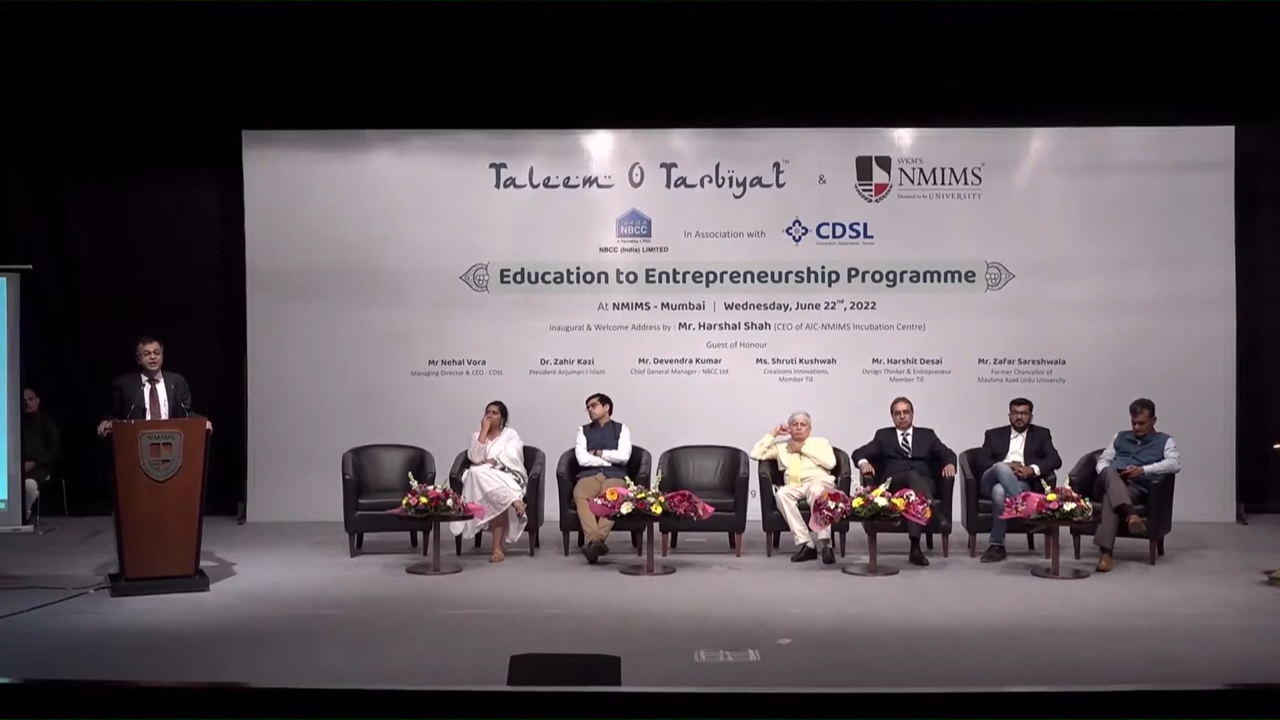 Taleem O Tarbiyat™ & SVKM'S NMIMS®
Deemed to be UNIVERSITY
NBCC
NBCC (India) LIMITED
In Association with
CDSL
Education to Entrepreneurship Programme
At NMIMS - Mumbai | Wednesday, June 22nd, 2022
Inaugural & Welcome Address by : Mr. Harshal Shah (CEO of AIC-NMIMS Incubation Centre)
Guest of Honour
Mr Nehal Vora
Managing Director & CEO - CDSL
Dr. Zahir Kazi
President Anjuman-I-Islam
Mr. Devendra Kumar
Chief General Manager - NBCC Ltd.
Ms. Shruti Kushwah
Crealoons Innovations,
Member TiE
Mr. Harshit Desai
Design Thinker & Entrepreneur
Member TiE
Mr. Zafar Sareshwala
Former Chancellor of
Maulana Azad Urdu University
NMIMS